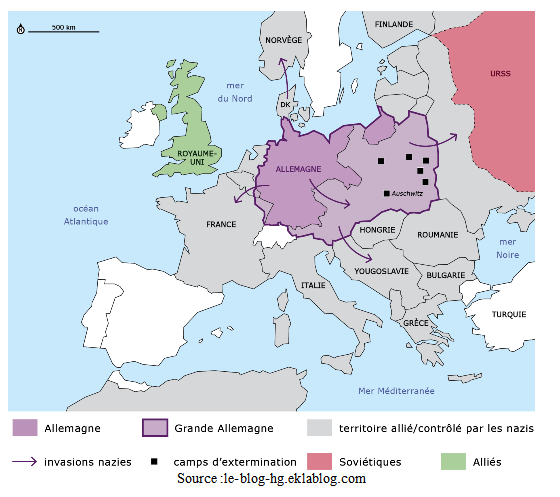 N
500 km
FINLANDE
NORVÈGE
URSS
mer
du Nord
DK
ROYAUME-
UNI
ALLEMAGNE
Auschwitz
océan
Atlantique
FRANCE
HONGRIE
ROUMANIE
mer
Noire
YOUGOSLAVIE
BULGARIE
ITALIE
TURQUIE
GRÈCE
Mer Méditerranée
Allemagne
Grande Allemagne
territoire allié/contrôlé par les nazis
invasions nazies
camps d'extermination
Soviétiques
Alliés
Source :le-blog-hg.eklablog.com